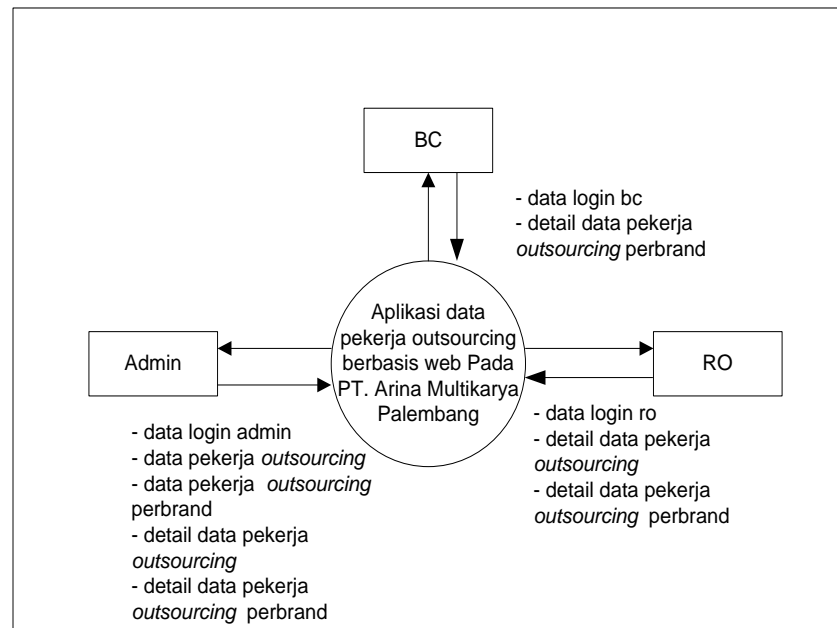 BC
- data login bc
- detail data pekerja
outsourcing perbrand
Aplikasi data
pekerja outsourcing
berbasis web Pada
PT. Arina Multikarya
Palembang
Admin
RO
- data login admin
- data pekerja outsourcing
- data pekerja outsourcing
perbrand
- detail data pekerja
outsourcing
- detail data pekerja
outsourcing perbrand
- data login ro
- detail data pekerja
outsourcing
- detail data pekerja
outsourcing perbrand